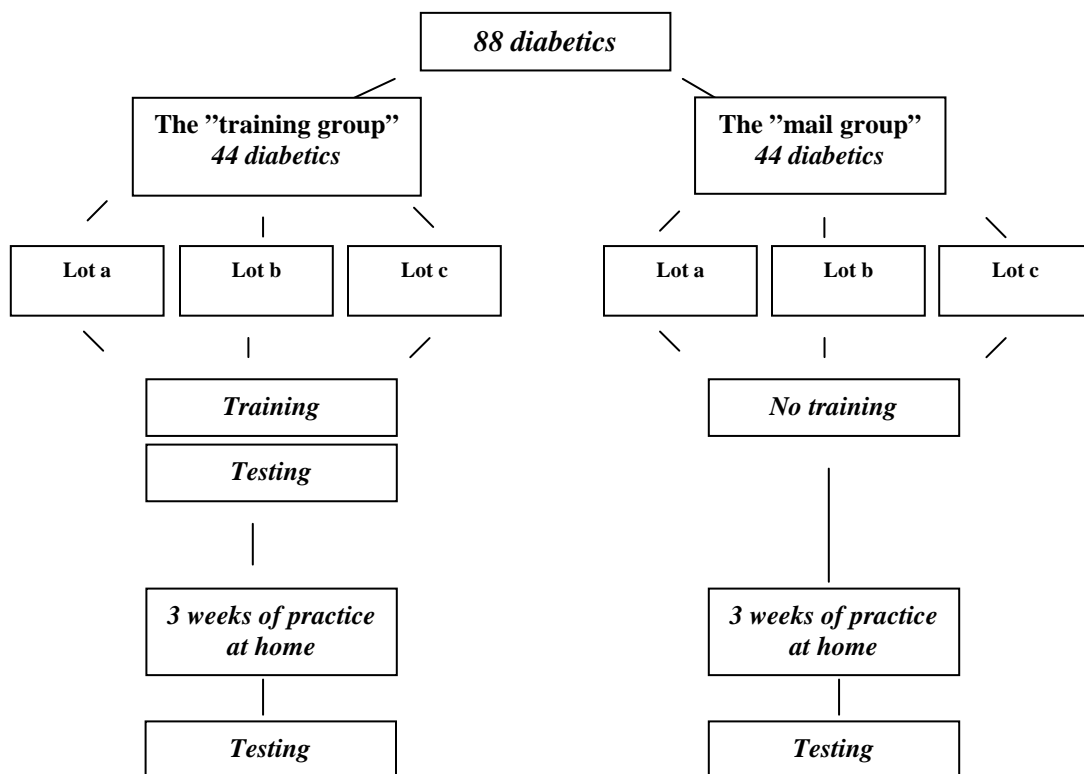 88 diabetics
The ”training group”
44 diabetics
The ”mail group”
44 diabetics
Lot a
Lot b
Lot c
Lot a
Lot b
Lot c
Training
No training
Testing
3 weeks of practice
at home
3 weeks of practice
at home
Testing
Testing